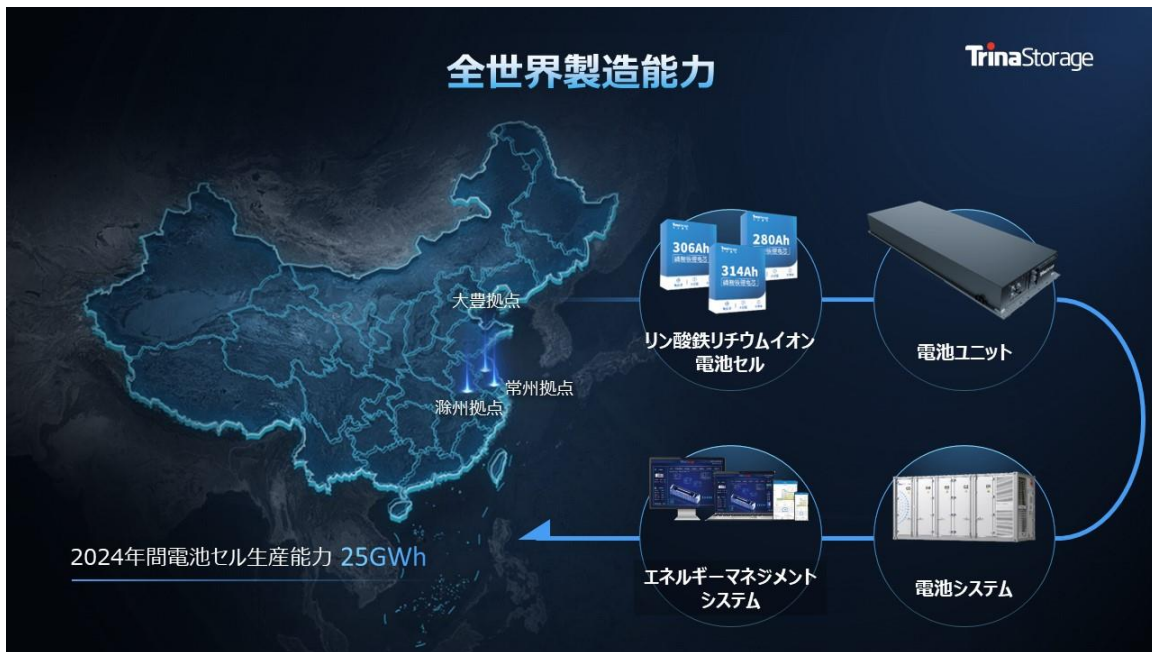 全世界製造能力
TrinaStorage
大豊拠点
常州拠点
滁州拠点
2024年間電池セル生産能力 25GWh
306Ah
280Ah
314Ah
リン酸鉄リチウムイオン
電池セル
電池ユニット
エネルギーマネジメント
システム
電池システム